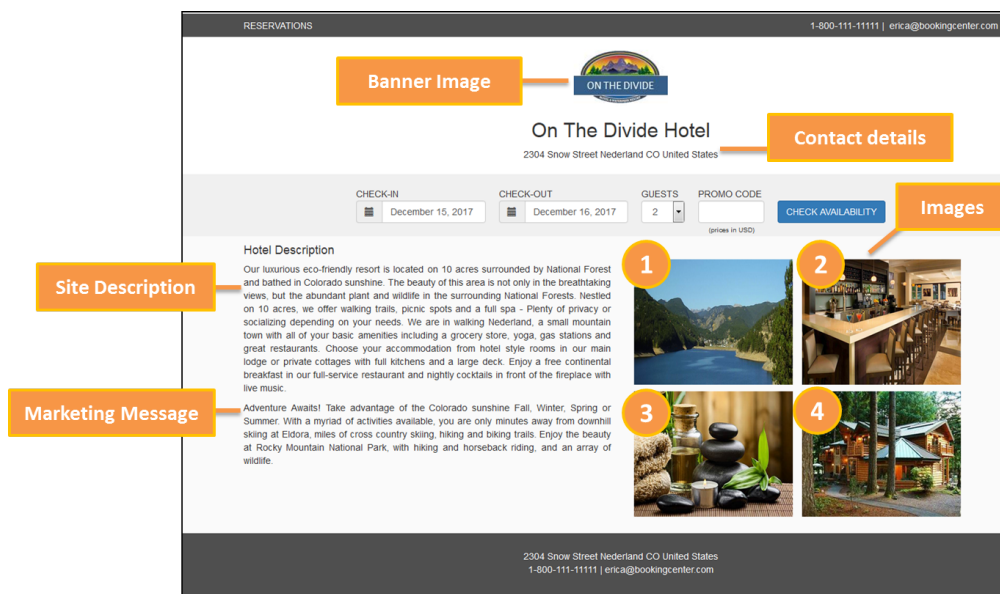 RESERVATIONS
1-800-111-11111 | erica@bookingcenter.com
Banner Image
ON THE DIVIDE
On The Divide Hotel
Contact details
2304 Snow Street Nederland CO United States
CHECK-IN
CHECK-OUT
GUESTS
PROMO CODE
December 15, 2017
December 16, 2017
2
CHECK AVAILABILITY
(prices in USD)
Images
Hotel Description
Site Description
Our luxurious eco-friendly resort is located on 10 acres surrounded by National Forest
and bathed in Colorado sunshine. The beauty of this area is not only in the breathtaking
views, but the abundant plant and wildlife in the surrounding National Forests. Nestled
on 10 acres, we offer walking trails, picnic spots and a full spa - Plenty of privacy or
socializing depending on your needs. We are in walking Nederland, a small mountain
town with all of your basic amenities including a grocery store, yoga, gas stations and
great restaurants. Choose your accommodation from hotel style rooms in our main
lodge or private cottages with full kitchens and a large deck. Enjoy a free continental
breakfast in our full-service restaurant and nightly cocktails in front of the fireplace with
live music.
Marketing Message
Adventure Awaits! Take advantage of the Colorado sunshine Fall, Winter, Spring or
Summer. With a myriad of activities available, you are only minutes away from downhill
skiing at Eldora, miles of cross country skiing, hiking and biking trails. Enjoy the beauty
at Rocky Mountain National Park, with hiking and horseback riding, and an array of
wildlife.
1
2
3
4
2304 Snow Street Nederland CO United States
1-800-111-11111 | erica@bookingcenter.com